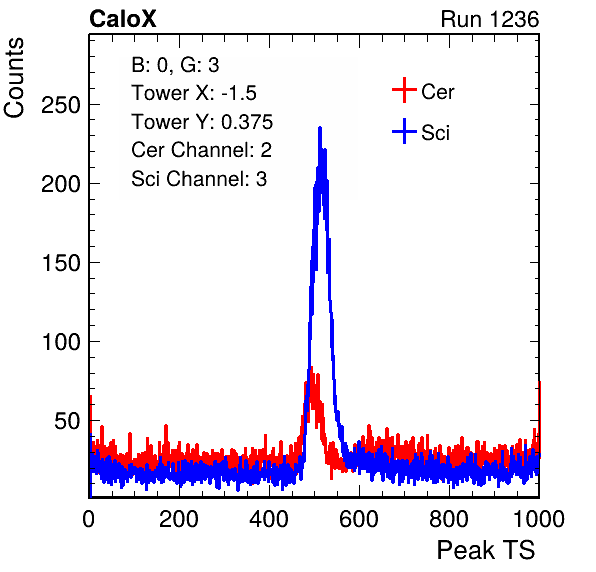 CaloX Run 1236
Counts
B: 0, G: 3
Tower X: -1.5
Tower Y: 0.375
Cer Channel: 2
Sci Channel: 3
Cer
Sci
250
200
150
100
50
0 200 400 600 800 1000
Peak TS